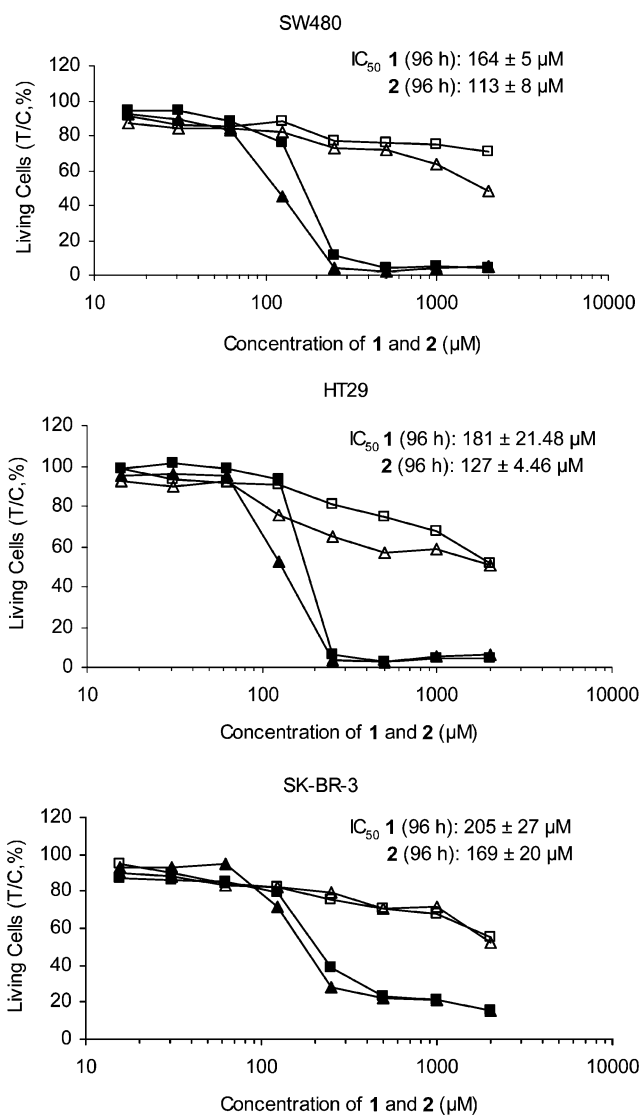 SW480
IC50 1 (96 h): 164 ± 5 µM
2 (96 h): 113 ± 8 µM
Living Cells (T/C,%)
120
100
80
60
40
20
0
10 100 1000 10000
Concentration of 1 and 2 (µM)
HT29
IC50 1 (96 h): 181 ± 21.48 µM
2 (96 h): 127 ± 4.46 µM
Living Cells (T/C,%)
120
100
80
60
40
20
0
10 100 1000 10000
Concentration of 1 and 2 (µM)
SK-BR-3
IC50 1 (96 h): 205 ± 27 µM
2 (96 h): 169 ± 20 µM
Living Cells (T/C,%)
120
100
80
60
40
20
0
10 100 1000 10000
Concentration of 1 and 2 (µM)